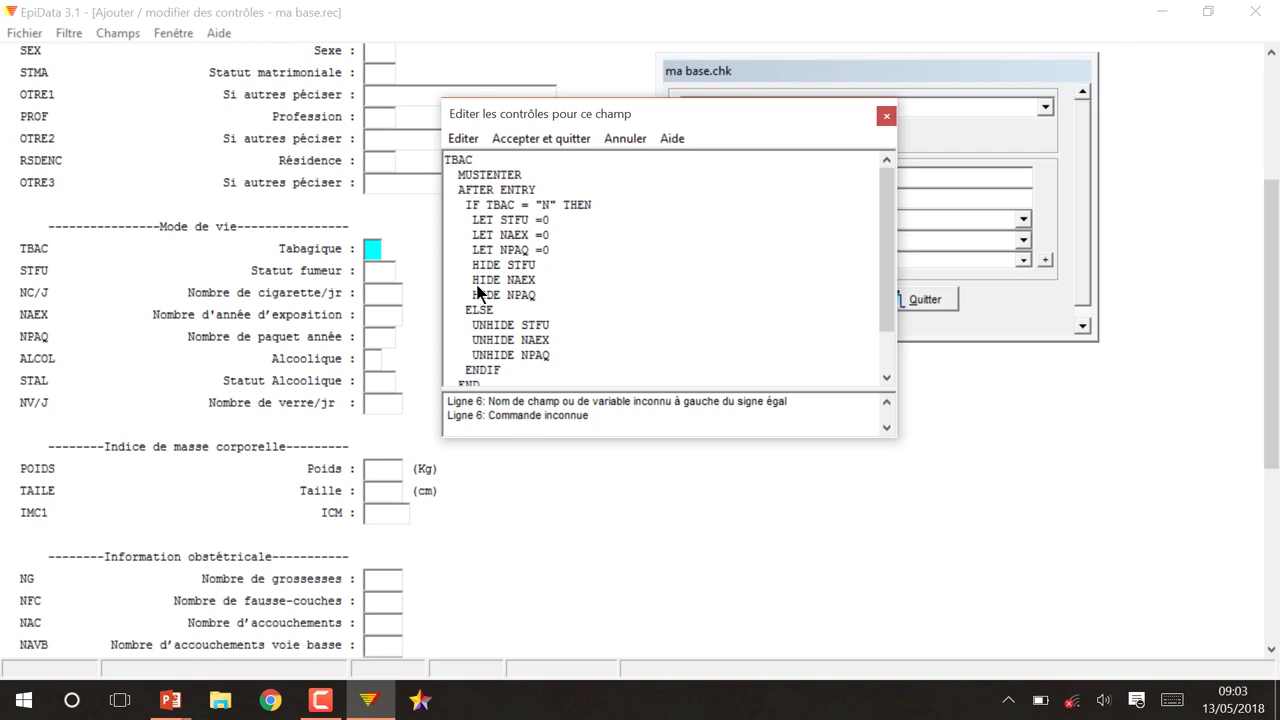 EpiData 3.1 - [Ajouter / modifier des contrôles - ma base.rec]
Fichier Filtre Champs Fenêtre Aide
SEX Sexe :
STMA Statut matrimoniale :
OTRE1 Si autres péciser :
PROF Profession :
OTRE2 Si autres péciser :
RSDENC Résidence :
OTRE3 Si autres péciser :
---------------Mode de vie---------------
TBAC Tabagique :
STFU Statut fumeur :
NC/J Nombre de cigarette/jr :
NAEX Nombre d'année d’exposition :
NPAQ Nombre de paquet année :
ALCOL Alcoolique :
STAL Statut Alcoolique :
NV/J Nombre de verre/jr :
--------Indice de masse corporelle---------
POIDS Poids : (Kg)
TAILE Taille : (cm)
IMC1 ICM :
--------Information obstétricale-----------
NG Nombre de grossesses :
NFC Nombre de fausse-couches :
NAC Nombre d’accouchements :
NAVB Nombre d’accouchements voie basse :
ma base.chk
Quitter
+
Editer les contrôles pour ce champ
Editer Accepter et quitter Annuler Aide
TBAC
MUSTENTER
AFTER ENTRY
IF TBAC = "N" THEN
LET STFU =0
LET NAEX =0
LET NPAQ =0
HIDE STFU
HIDE NAEX
HIDE NPAQ
ELSE
UNHIDE STFU
UNHIDE NAEX
UNHIDE NPAQ
ENDIF
END
Ligne 6: Nom de champ ou de variable inconnu à gauche du signe égal
Ligne 6: Commande inconnue
09:03
13/05/2018